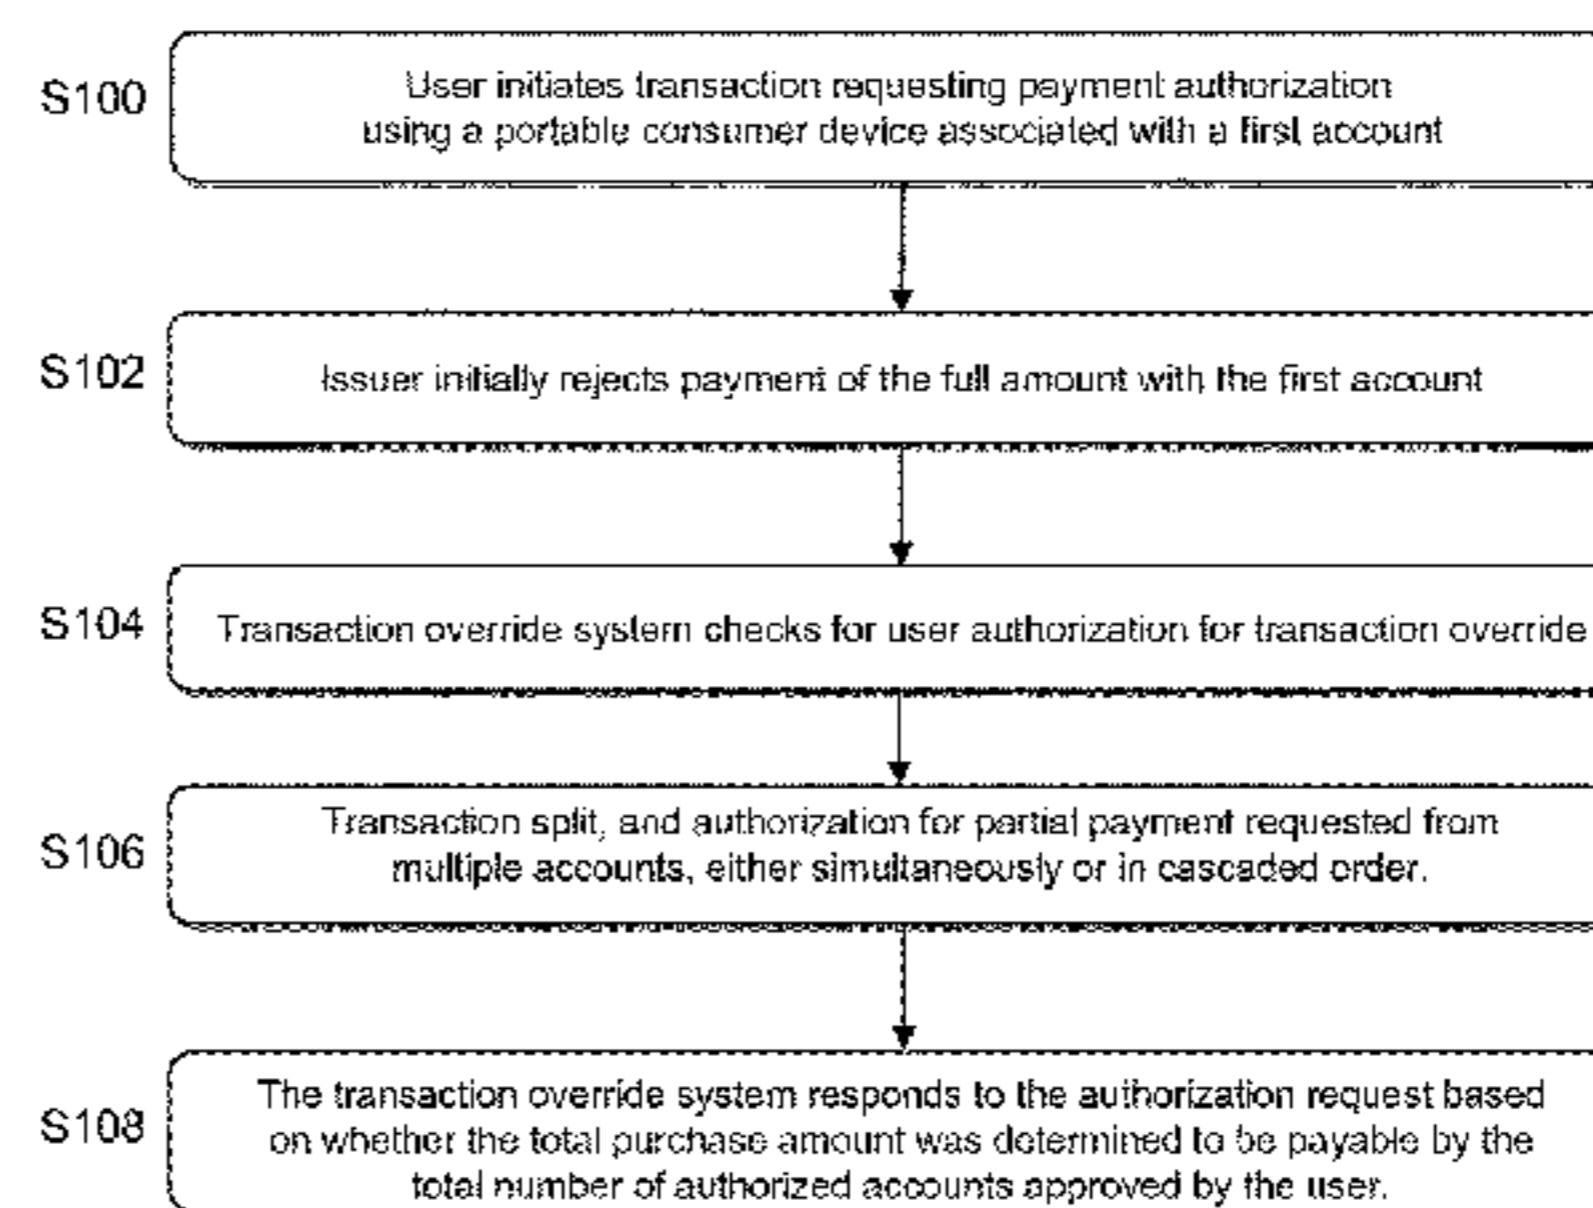 S100
User initiates transaction requesting payment authorization
using a portable consumer device associated with a first account
S102
Issuer initially rejects payment of the full amount with the first account
S104
Transaction override system checks for user authorization for transaction override
S106
Transaction split, and authorization for partial payment requested from
multiple accounts, either simultaneously or in cascaded order.
S108
The transaction override system responds to the authorization request based
on whether the total purchase amount was determined to be payable by the
total number of authorized accounts approved by the user.